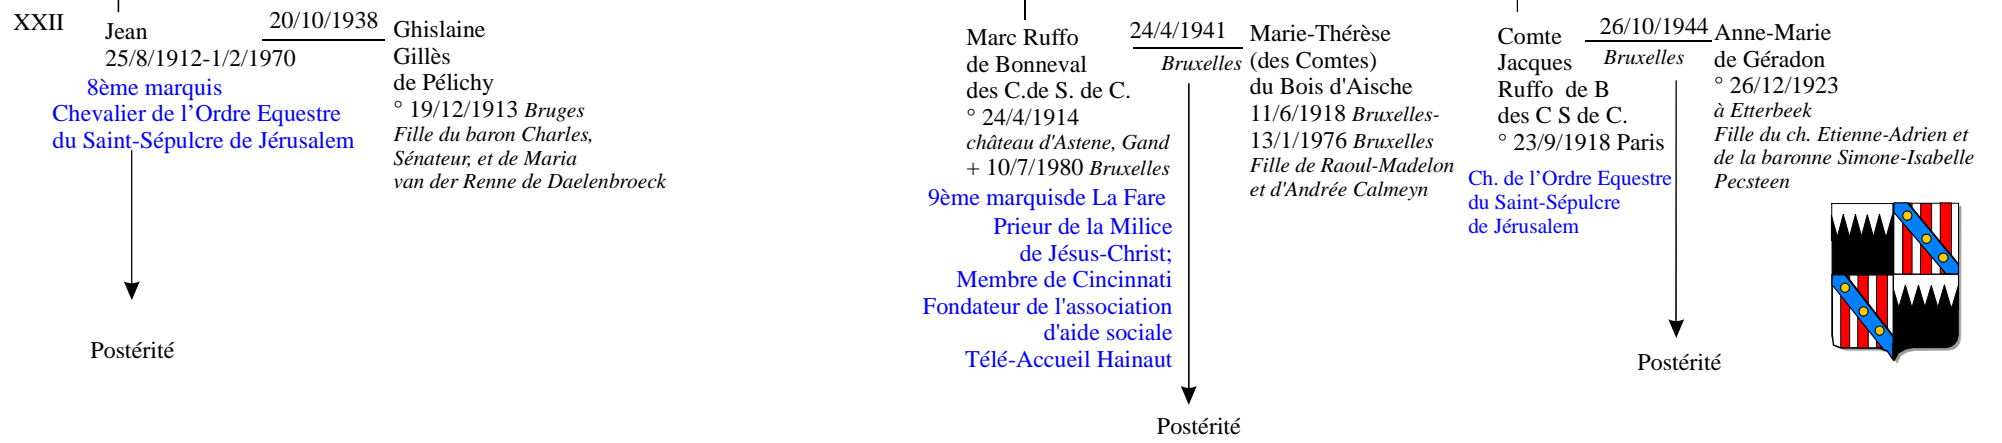 XXII
Jean
25/8/1912-1/2/1970
8ème marquis
Chevalier de l’Ordre Equestre
du Saint-Sépulcre de Jérusalem
Postérité
20/10/1938
Ghislaine
Gillès
de Pélichy
° 19/12/1913 Bruges
Fille du baron Charles,
Sénateur, et de Maria
van der Renne de Daelenbroeck
Marc Ruffo
de Bonneval
des C.de S. de C.
° 24/4/1914
château d'Astene, Gand
+ 10/7/1980 Bruxelles
9ème marquisde La Fare
Prieur de la Milice
de Jésus-Christ;
Membre de Cincinnati
Fondateur de l'association
d'aide sociale
Télé-Accueil Hainaut
24/4/1941
Bruxelles
Postérité
Marie-Thérèse
(des Comtes)
du Bois d'Aische
11/6/1918 Bruxelles-
13/1/1976 Bruxelles
Fille de Raoul-Madelon
et d'Andrée Calmeyn
Comte
Jacques
Ruffo de B
des C S de C.
° 23/9/1918 Paris
Ch. de l’Ordre Equestre
du Saint-Sépulcre
de Jérusalem
26/10/1944
Bruxelles
Postérité
Anne-Marie
de Géradon
° 26/12/1923
à Etterbeek
Fille du ch. Etienne-Adrien et
de la baronne Simone-Isabelle
Pecsteen